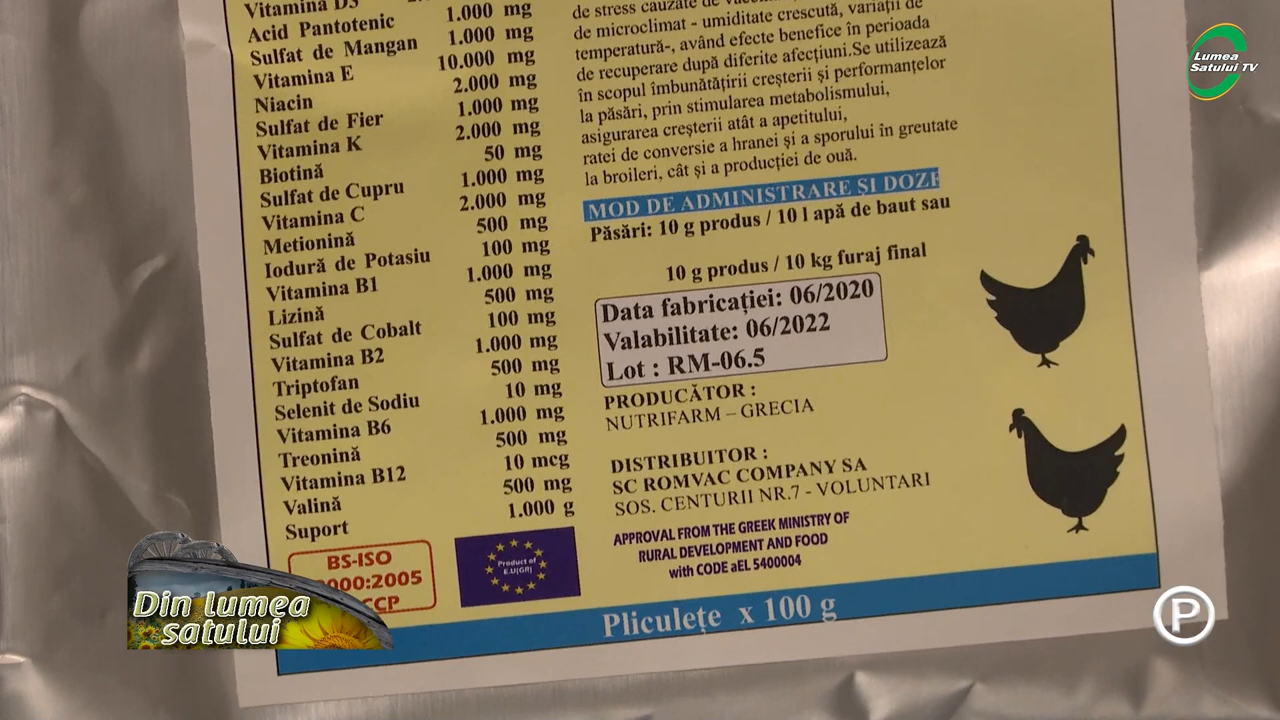 Vitamina D3
Acid Pantotenic 1.000 mg
Sulfat de Mangan 1.000 mg
Vitamina E 10.000 mg
Niacin 2.000 mg
Sulfat de Fier 1.000 mg
Vitamina K 2.000 mg
Biotină 50 mg
Sulfat de Cupru 1.000 mg
Vitamina C 2.000 mg
Metionină 500 mg
Iodură de Potasiu 100 mg
Vitamina B1 1.000 mg
Lizină 500 mg
Sulfat de Cobalt 100 mg
Vitamina B2 1.000 mg
Triptofan 500 mg
Selenit de Sodiu 10 mg
Vitamina B6 1.000 mg
Treonină 500 mg
Vitamina B12 10 mcg
Valină 500 mg
Suport 1.000 g
BS-ISO
000:2005
CCP
Product of
E.U(GR)
de stress cauzate de
de microclimat - umiditate crescută, variații de
temperatură-, având efecte benefice în perioada
de recuperare după diferite afecțiuni.Se utilizează
în scopul îmbunătățirii creșterii și performanțelor
la păsări, prin stimularea metabolismului,
asigurarea creșterii atât a apetitului,
ratei de conversie a hranei și a sporului în greutate
la broileri, cât și a producției de ouă.
MOD DE ADMINISTRARE ȘI DOZE
Păsări: 10 g produs / 10 l apă de baut sau
10 g produs / 10 kg furaj final
Data fabricației: 06/2020
Valabilitate: 06/2022
Lot : RM-06.5
PRODUCĂTOR :
NUTRIFARM – GRECIA
DISTRIBUITOR :
SC ROMVAC COMPANY SA
SOS. CENTURII NR.7 - VOLUNTARI
APPROVAL FROM THE GREEK MINISTRY OF
RURAL DEVELOPMENT AND FOOD
with CODE aEL 5400004
Pliculețe x 100 g
Lumea
Satului TV
Din lumea
satului
P